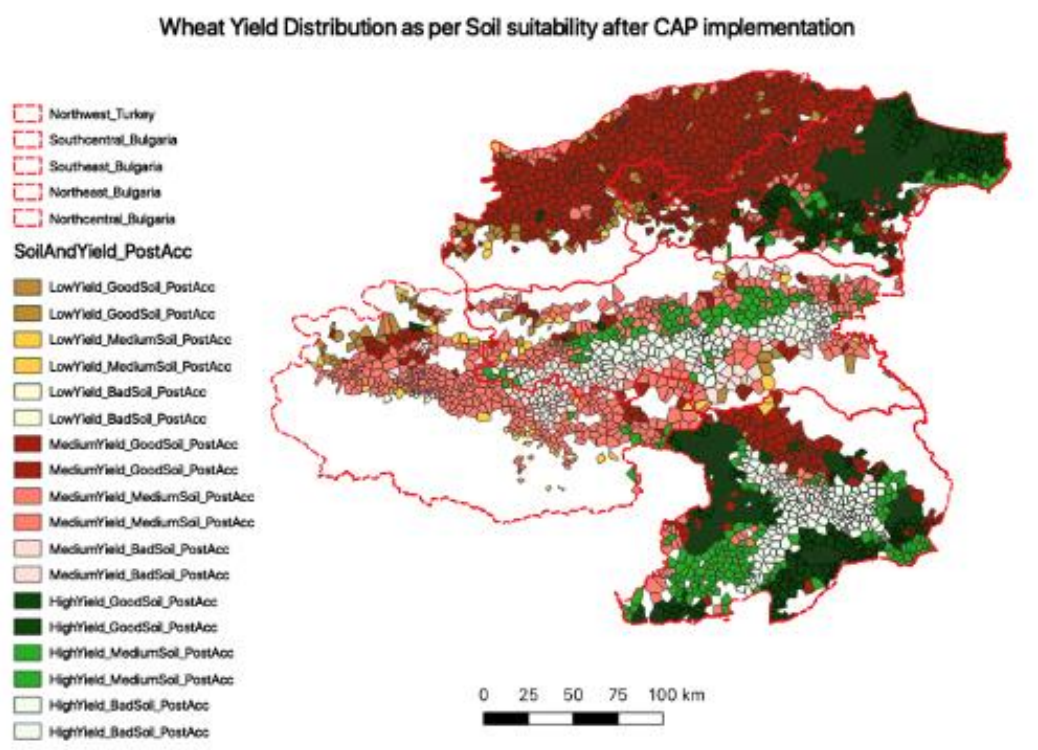 Wheat Yield Distribution as per Soil suitability after CAP implementation
Northwest_Turkey
Southcentral_Bulgaria
Southeast_Bulgaria
Northeast_Bulgaria
Northcentral_Bulgaria
SoilAndYield_PostAcc
LowYield_GoodSoil_PostAcc
LowYield_GoodSoil_PostAcc
LowYield_MediumSoil_PostAcc
LowYield_MediumSoil_PostAcc
LowYield_BadSoil_PostAcc
LowYield_BadSoil_PostAcc
MediumYield_GoodSoil_PostAcc
MediumYield_GoodSoil_PostAcc
MediumYield_MediumSoil_PostAcc
MediumYield_MediumSoil_PostAcc
MediumYield_BadSoil_PostAcc
MediumYield_BadSoil_PostAcc
HighYield_GoodSoil_PostAcc
HighYield_GoodSoil_PostAcc
HighYield_MediumSoil_PostAcc
HighYield_MediumSoil_PostAcc
HighYield_BadSoil_PostAcc
HighYield_BadSoil_PostAcc
0 25 50 75 100 km